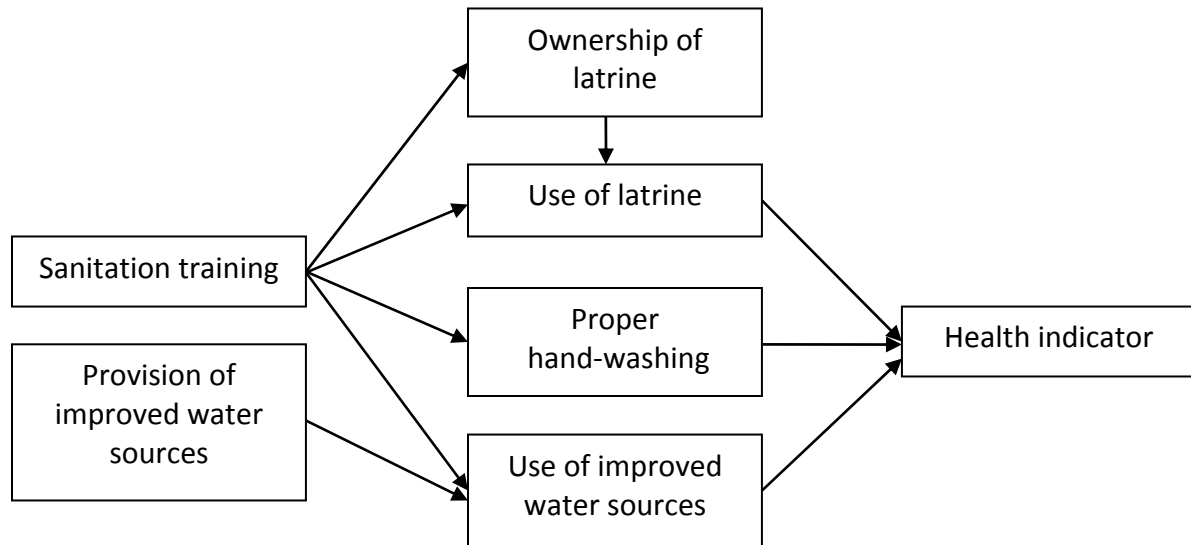 Ownership of
latrine
Use of latrine
Sanitation training
Proper
hand-washing
Health indicator
Provision of
improved water
sources
Use of improved
water sources